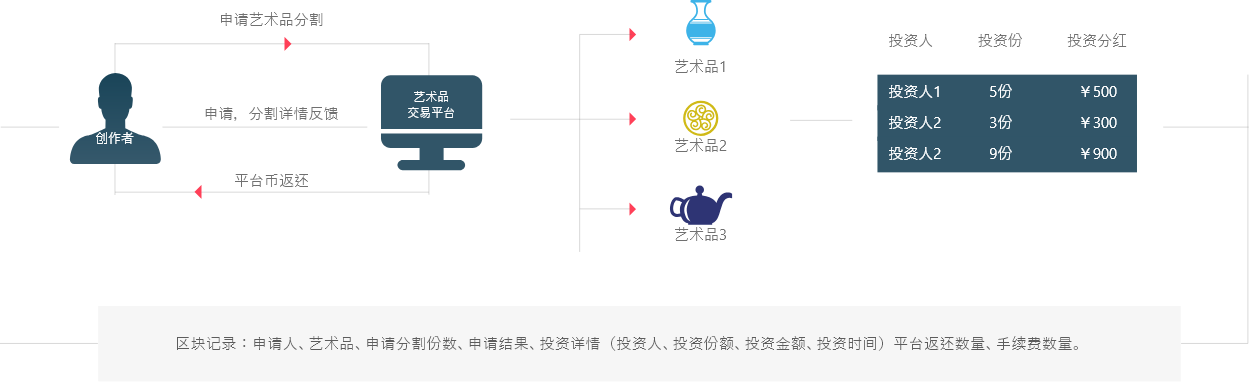 申请艺术品分割
创作者
申请，分割详情反馈
平台币返还
艺术品
交易平台
艺术品1
艺术品2
艺术品3
投资人 投资份 投资分红
投资人1 5份 ￥500
投资人2 3份 ￥300
投资人2 9份 ￥900
区块记录：申请人、艺术品、申请分割份数、申请结果、投资详情（投资人、投资份额、投资金额、投资时间）平台返还数量、手续费数量。